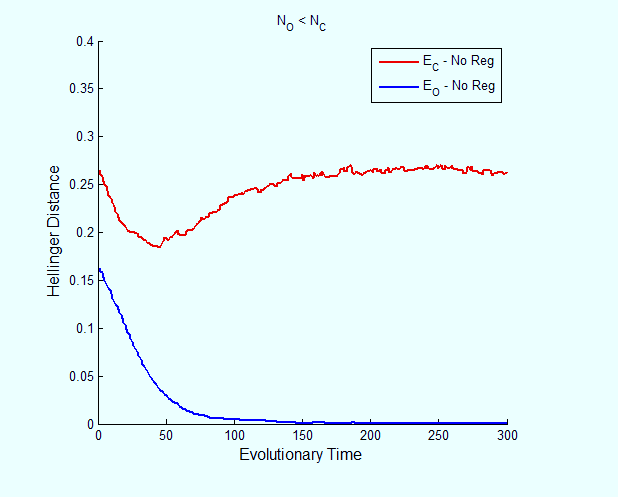 N_O < N_C
E_C - No Reg
E_O - No Reg
0.4
0.35
0.3
0.25
0.2
0.15
0.1
0.05
0
Hellinger Distance
0 50 100 150 200 250 300
Evolutionary Time